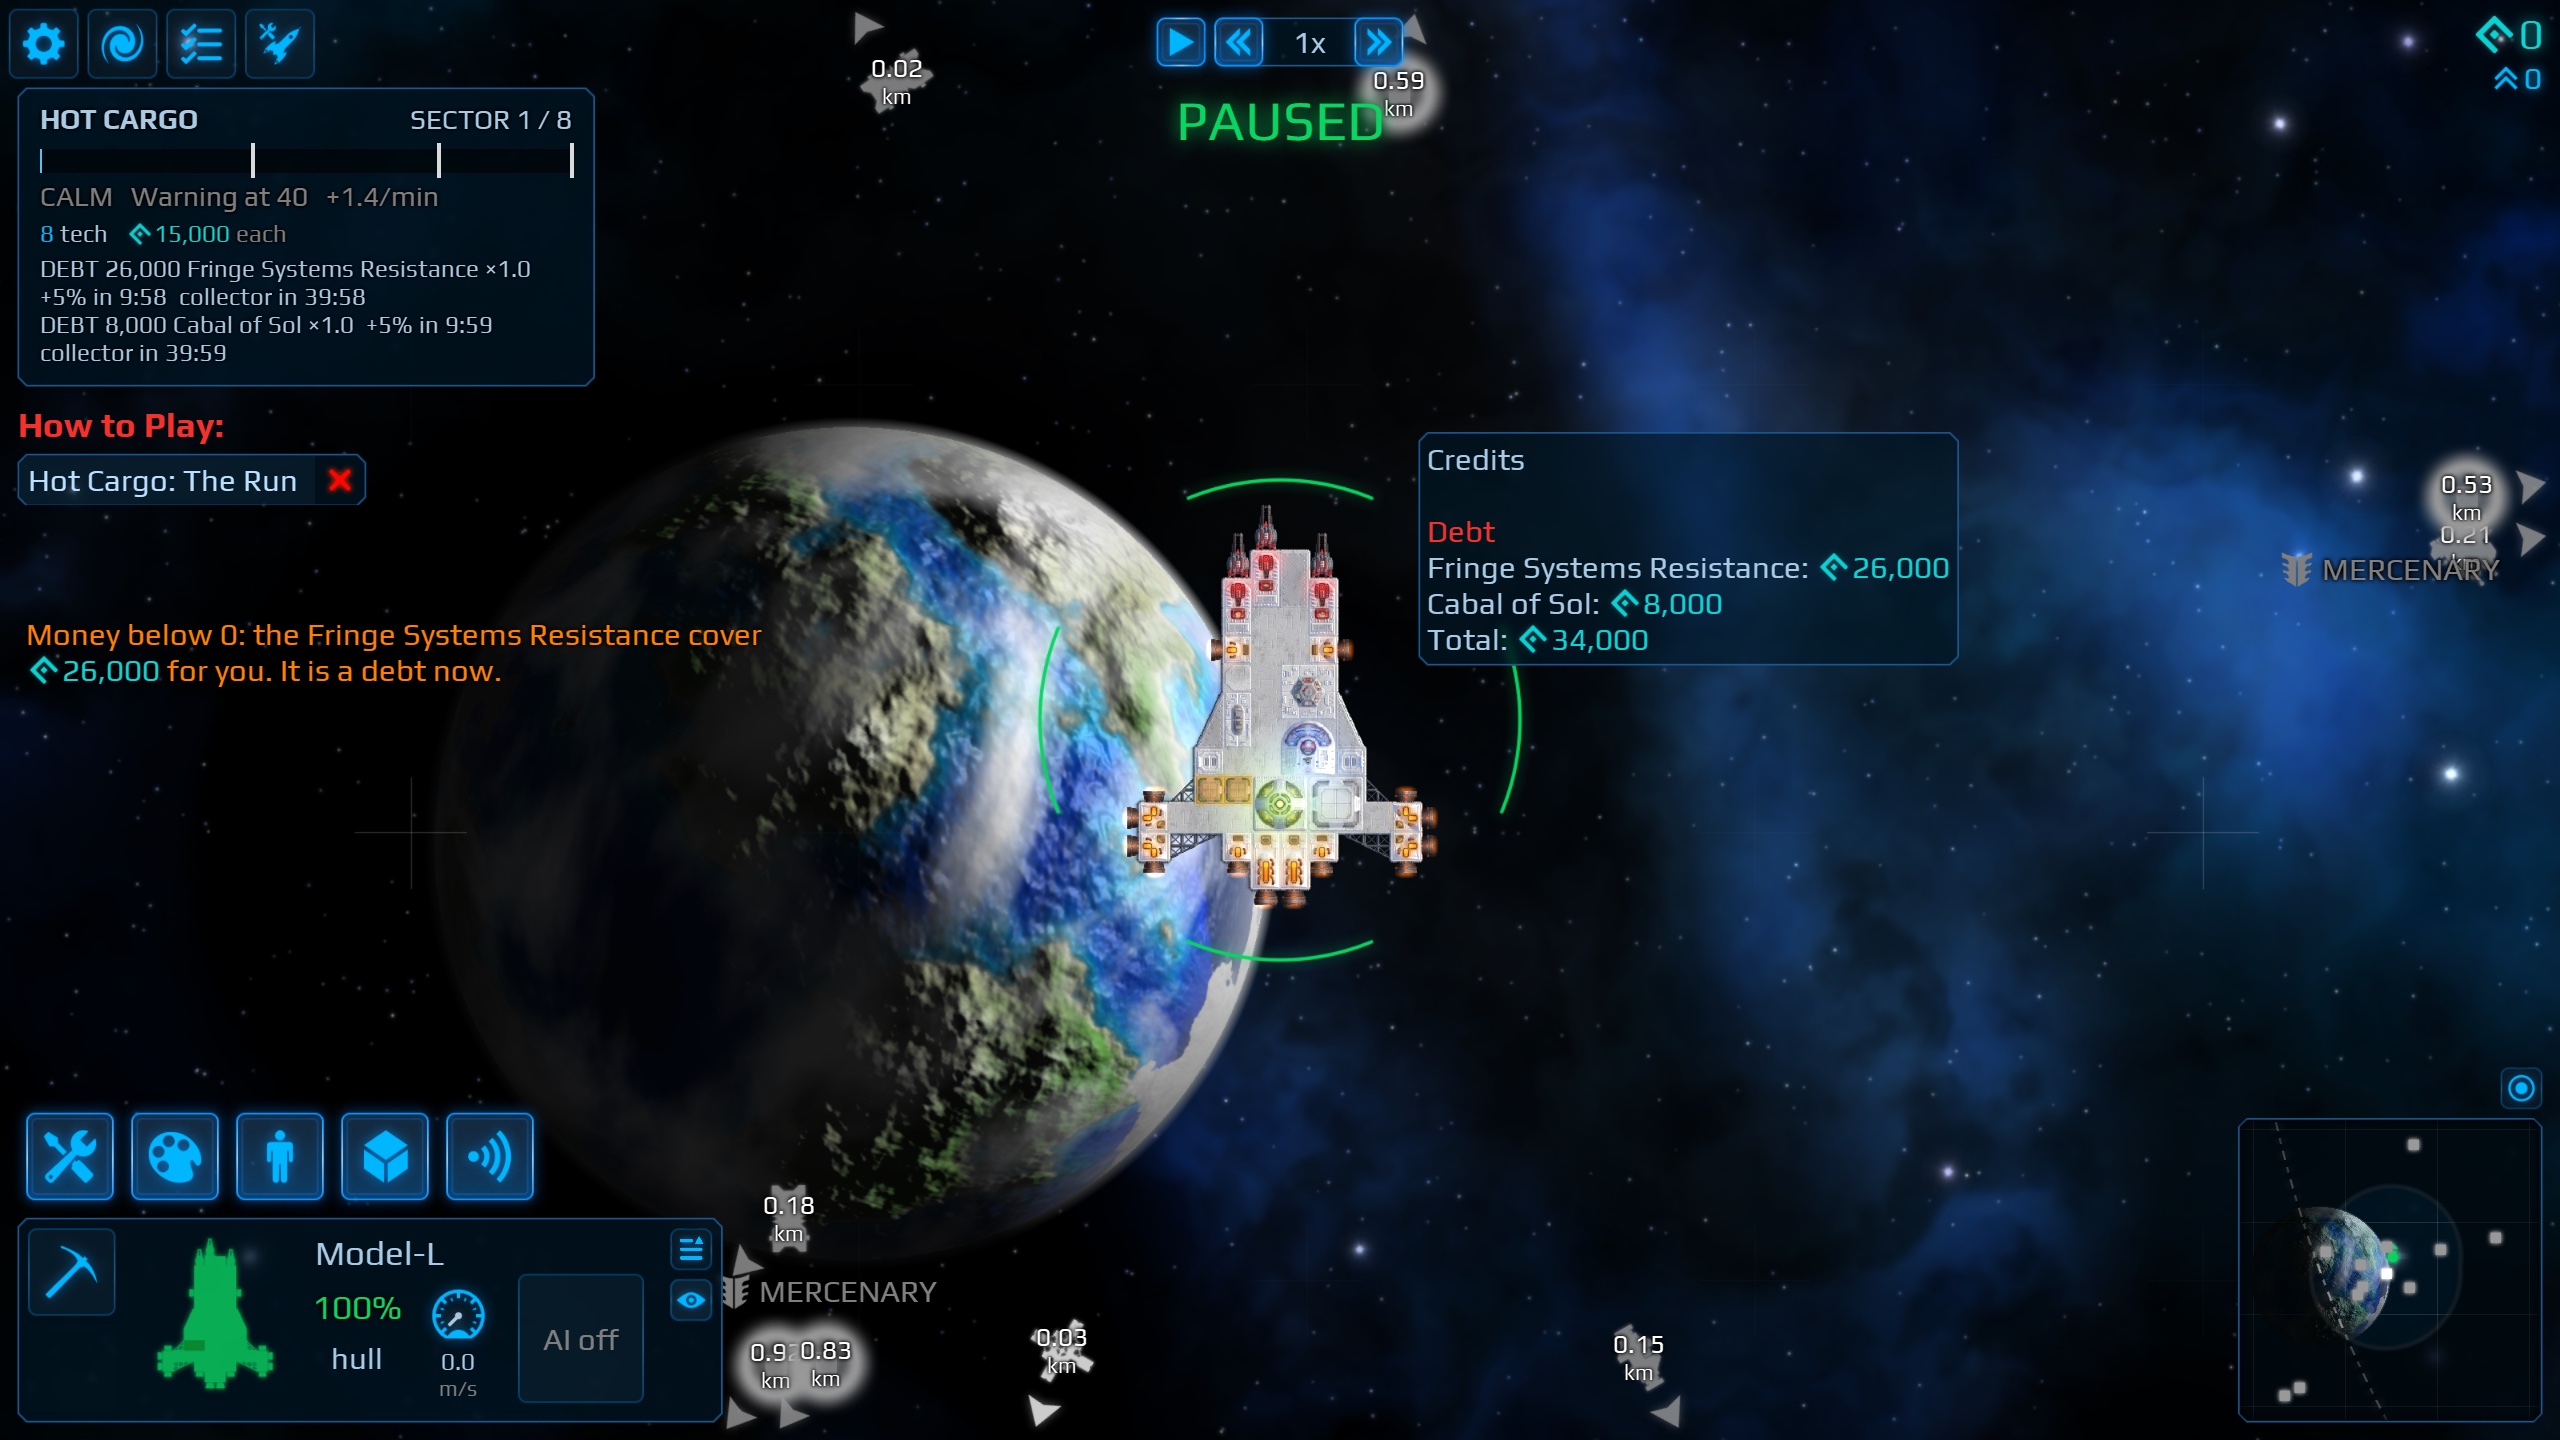 1x
0
0
PAUSED
0.02
km
0.59
km
HOT CARGO SECTOR 1 / 8
CALM Warning at 40 +1.4/min
8 tech 15,000 each
DEBT 26,000 Fringe Systems Resistance ×1.0
+5% in 9:58 collector in 39:58
DEBT 8,000 Cabal of Sol ×1.0 +5% in 9:59
collector in 39:59
How to Play:
Hot Cargo: The Run
Credits
Debt
Fringe Systems Resistance: 26,000
Cabal of Sol: 8,000
Total: 34,000
0.53
km
0.21
km
MERCENARY
Money below 0: the Fringe Systems Resistance cover
26,000 for you. It is a debt now.
0.18
km
MERCENARY
0.83
km
km
0.03
km
0.15
km
Model-L
100%
hull
0.0
m/s
AI off